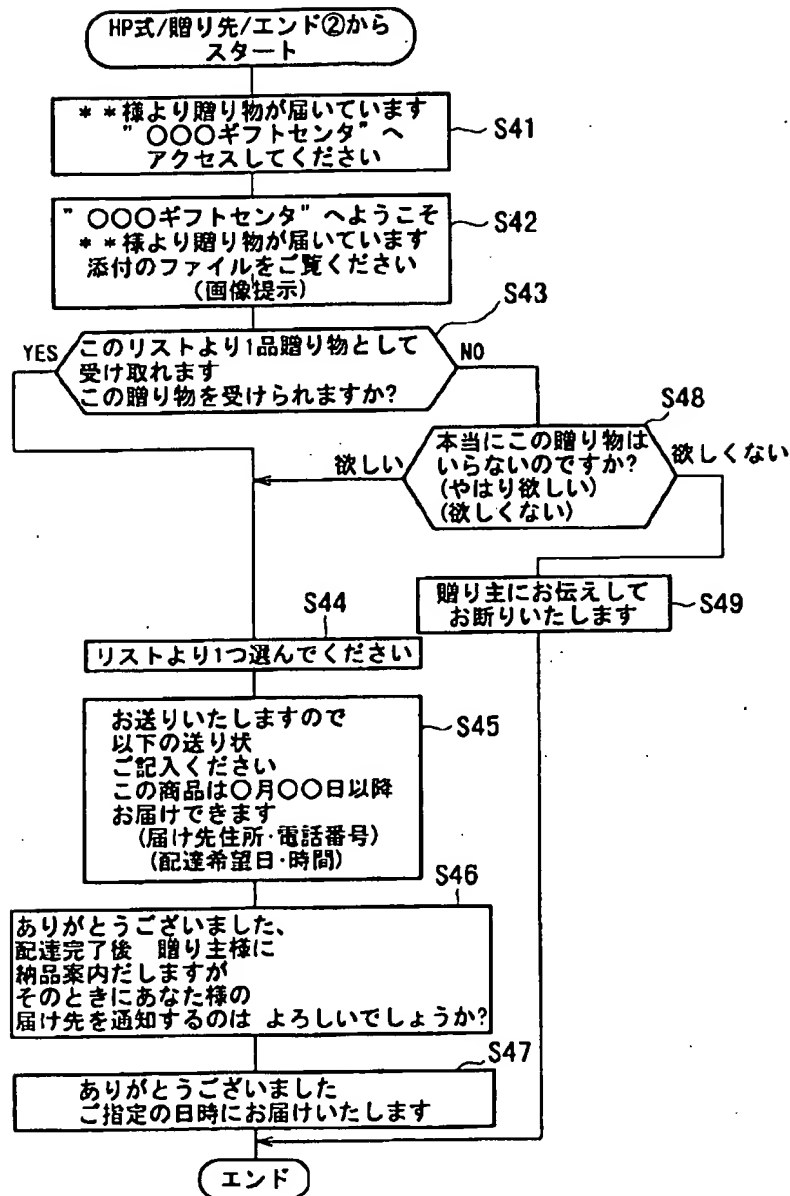 HP式/贈り先/エンド②から
スタート
＊＊様より贈り物が届いています
”○○○ギフトセンタ”へ
アクセスしてください
S41
”○○○ギフトセンタ”へようこそ
＊＊様より贈り物が届いています
添付のファイルをご覧ください
(画像提示)
S42
S43
YES
このリストより1品贈り物として
受け取れます
この贈り物を受けられますか?
NO
S48
本当にこの贈り物は
いらないのですか?
(やはり欲しい)
(欲しくない)
欲しい
欲しくない
贈り主にお伝えして
お断りいたします
S49
S44
リストより1つ選んでください
お送りいたしますので
以下の送り状
ご記入ください
この商品は○月○○日以降
お届けできます
(届け先住所･電話番号)
(配達希望日･時間)
S45
S46
ありがとうございました、
配達完了後 贈り主様に
納品案内だしますが
そのときにあなた様の
届け先を通知するのは よろしいでしょうか?
S47
ありがとうございました
ご指定の日時にお届けいたします
エンド